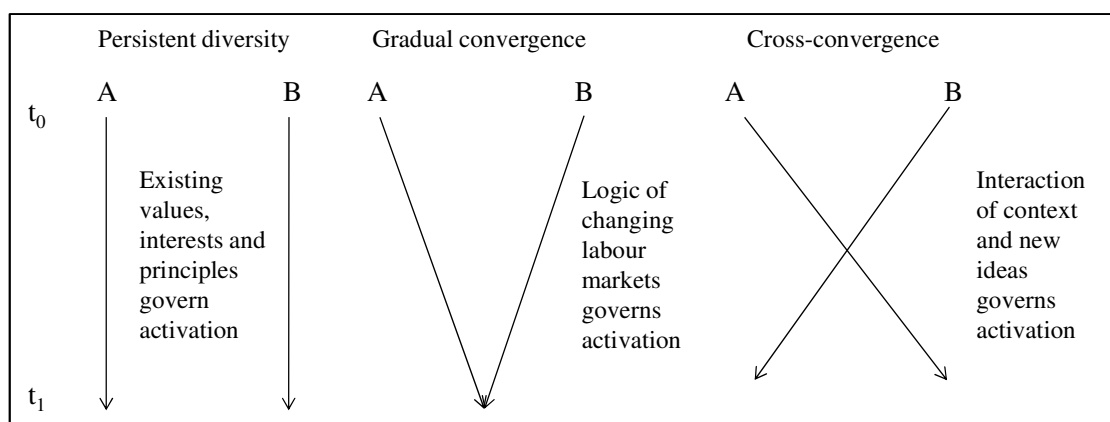 Persistent diversity
Gradual convergence
Cross-convergence
A
B
A
B
A
B
t0
Existing
values,
interests and
principles
govern
activation
Logic of
changing
labour
markets
governs
activation
Interaction
of context
and new
ideas
governs
activation
t1